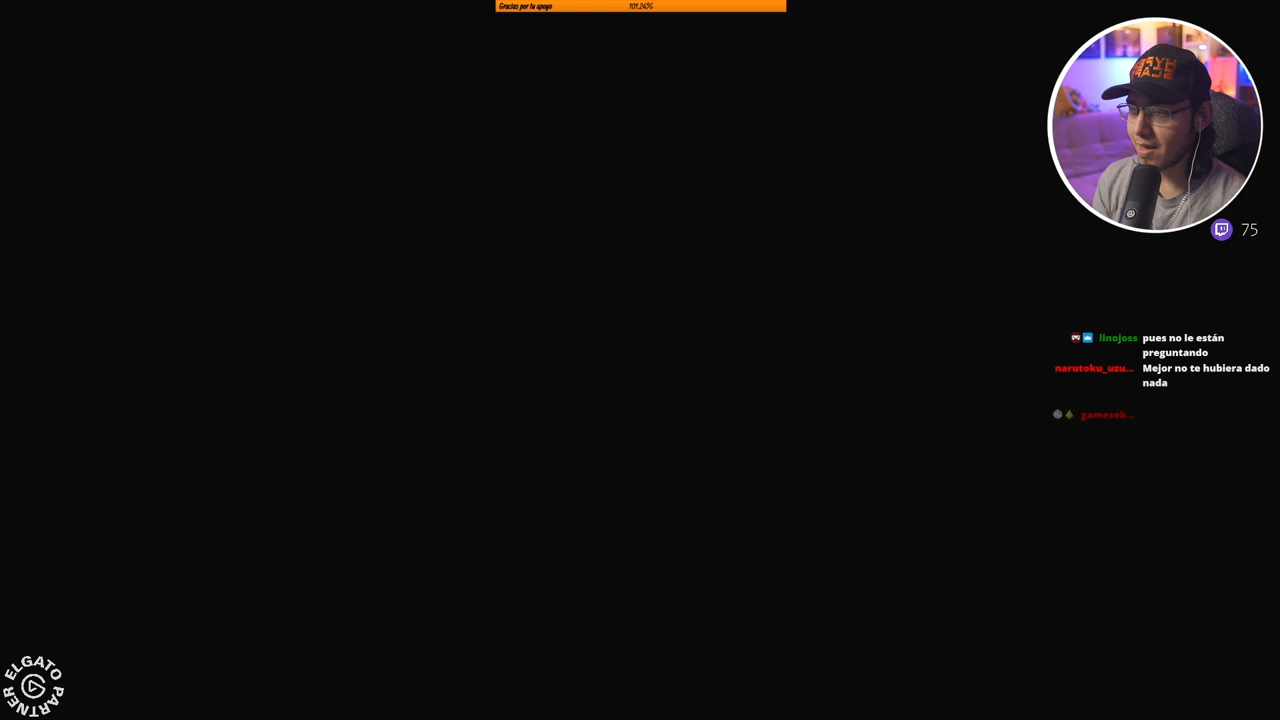 Gracias por tu apoyo 101.24%
75
linojoss pues no le están
preguntando
narutoku_uzu... Mejor no te hubiera dado
nada
gameseb...
ELGATO
PARTNER